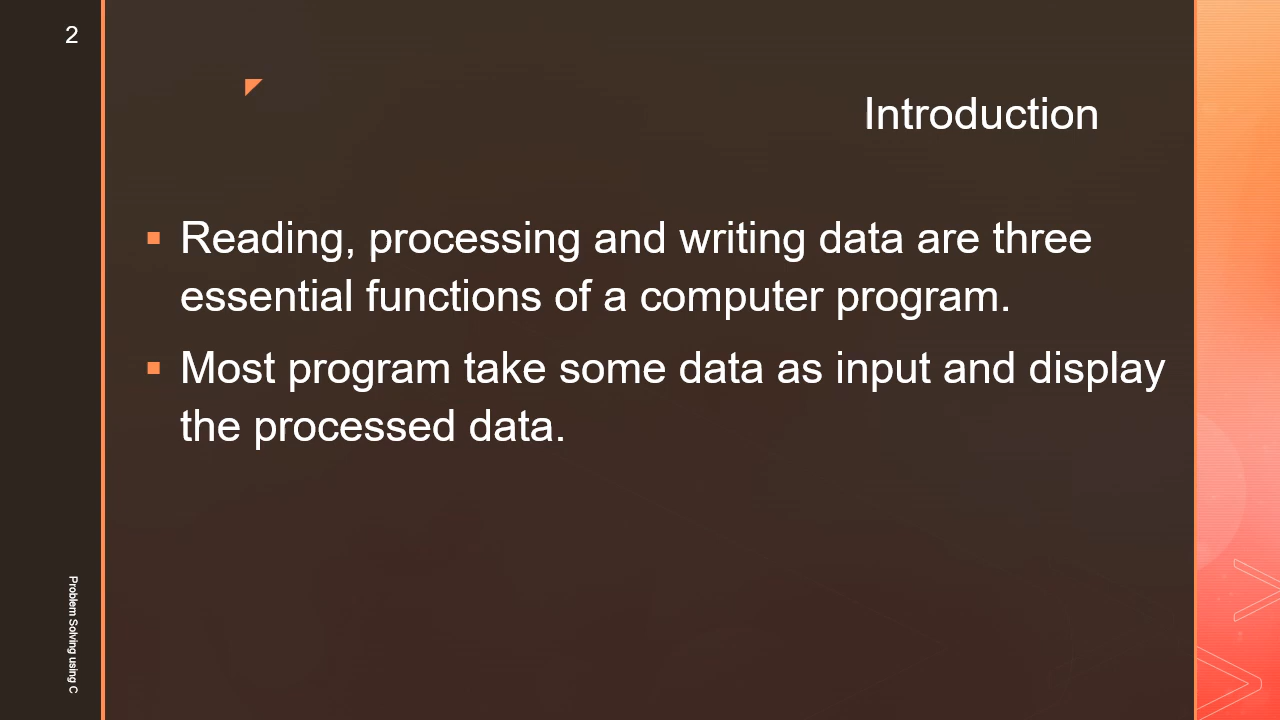 2
Introduction
▪ Reading, processing and writing data are three
essential functions of a computer program.
▪ Most program take some data as input and display
the processed data.
Problem Solving using C